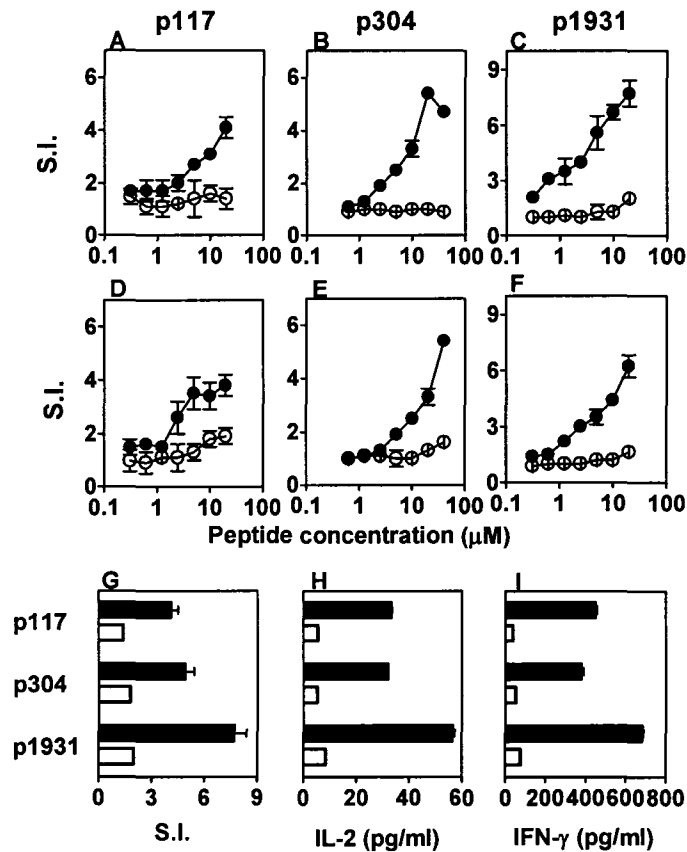 p117 p304 p1931
A B C
6 6 9
4 4 6
S.I.
2 2 3
0 0 0
0.1 1 10 100 0.1 1 10 100 0.1 1 10 100
D E F
6 6 9
4 4 6
S.I.
2 2 3
0 0 0
0.1 1 10 100 0.1 1 10 100 0.1 1 10 100
Peptide concentration (μM)
G H I
p117
p304
p1931
0 3 6 9 0 20 40 60 0 200 400 600 800
S.I. IL-2 (pg/ml) IFN-γ (pg/ml)